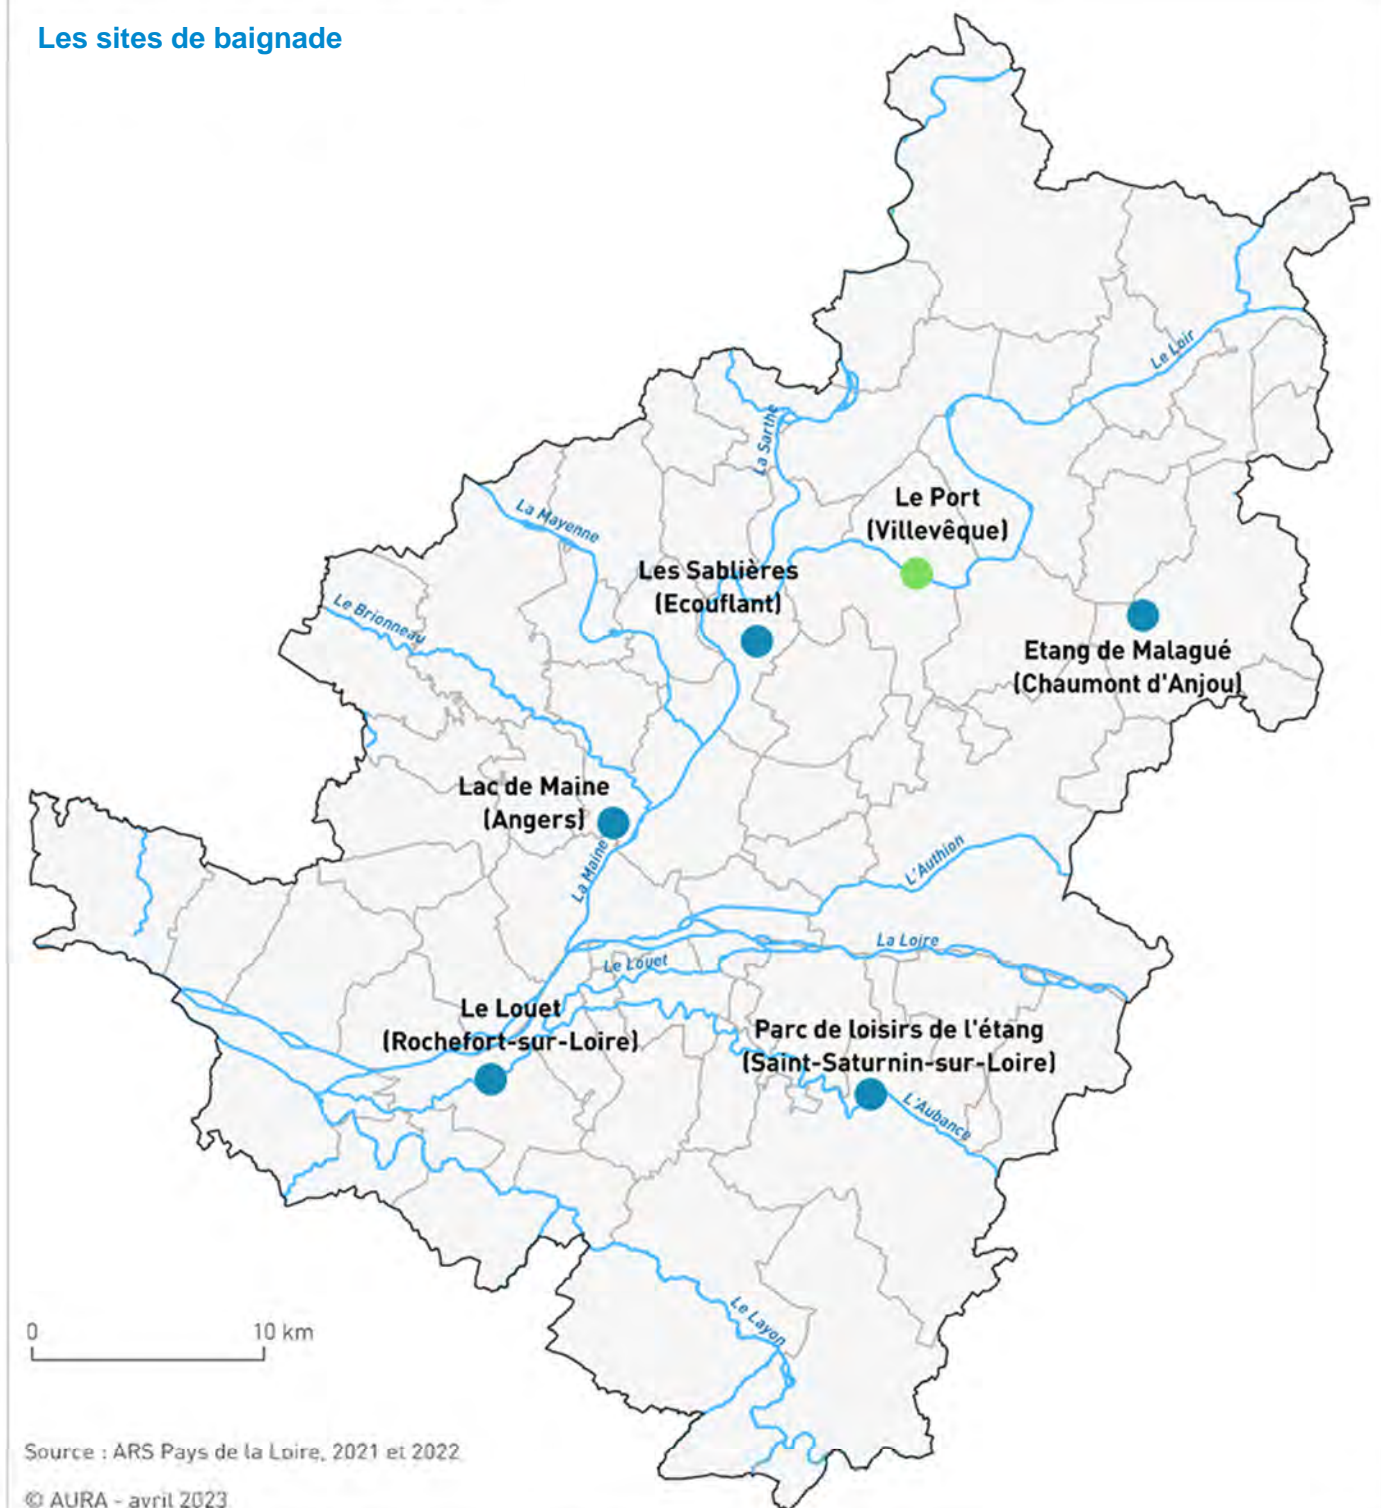 Les sites de baignade
Le Loir
La Sarthe
Le Port
(Villevêque)
La Mayenne
Les Sablières
(Ecouflant)
Le Brionneau
Etang de Malagué
(Chaumont d'Anjou)
Lac de Maine
(Angers)
La Maine
L'Authion
La Loire
Le Louet
Le Louet
(Rochefort-sur-Loire)
Parc de loisirs de l'étang
(Saint-Saturnin-sur-Loire)
L'Aubance
Le Layon
0 10 km
Source : ARS Pays de la Loire, 2021 et 2022
© AURA - avril 2023